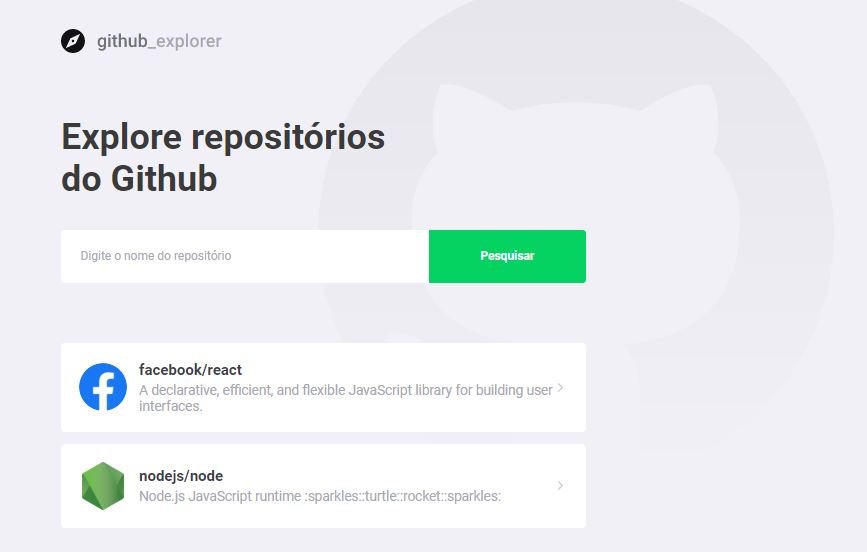 github_explorer
Explore repositórios
do Github
Digite o nome do repositório
Pesquisar
facebook/react
A declarative, efficient, and flexible JavaScript library for building user
interfaces.
nodejs/node
Node.js JavaScript runtime :sparkles::turtle::rocket::sparkles: